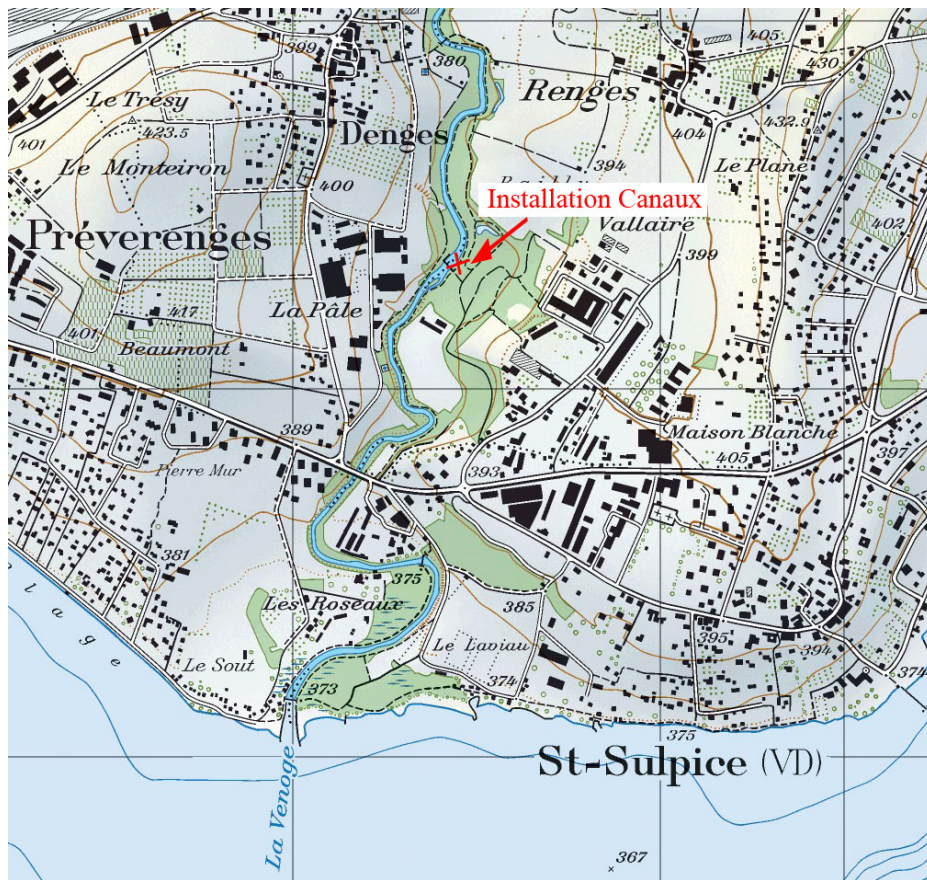 399
380
405
430
Renges
Le Trésy
423.5
401
Denges
404
432.9
Le Monteiron
400
394
Le Plane
Installation Canaux
402
Vallaire
Préverenges
399
417
La Pâle
401
Beaumont
389
Maison Blanche
405
397
Pierre Mur
393
381
375
Les Roseaux
385
395
394
Le Sout
Le Laviau
374
374
373
375
lage
St-Sulpice (VD)
La Venoge
367